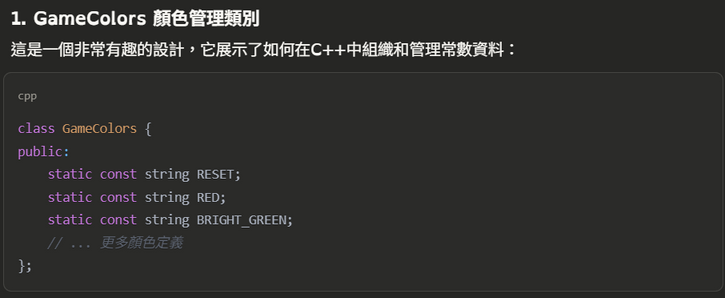 1. GameColors 顏色管理類別
這是一個非常有趣的設計，它展示了如何在C++中組織和管理常數資料：
cpp
class GameColors {
public:
    static const string RESET;
    static const string RED;
    static const string BRIGHT_GREEN;
    // ... 更多顏色定義
};